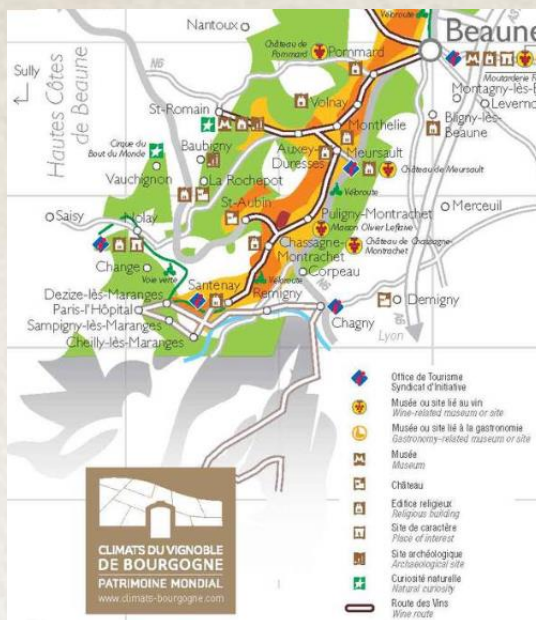 Nantoux
Véloroute
Beaune
Château de
Pommard
Pommard
Sully
N6
Moutarderie
Montagny-lès-
Leverno
Bligny-lès-
Beaune
Hautes Côtes
de Beaune
Volnay
St-Romain
Monthelie
Cirque du
Bout du Monde
Baubigny
Auxey-
Duresses
Meursault
Château de Meursault
Vauchignon
La Rochepot
Véloroute
St-Aubin
Merceuil
Saisy
Nolay
Puligny-Montrachet
Maison Olivier Leflaive
N6
Chassagne-
Montrachet
Château de Chassagne-
Montrachet
Change
Voie verte
Corpeau
Santenay
Véloroute
Remigny
Demigny
Dezize-lès-Maranges
Paris-l'Hôpital
Sampigny-lès-Maranges
Cheilly-lès-Maranges
Chagny
A6
Lyon
Office de Tourisme
Syndicat d'Initiative
Musée ou site lié au vin
Wine-related museum or site
Musée ou site lié à la gastronomie
Gastronomy-related museum or site
Musée
Museum
Château
Edifice religieux
Religious building
Site de caractère
Place of interest
Site archéologique
Archaeological site
Curiosité naturelle
Natural curiosity
Route des Vins
Wine route
CLIMATS DU VIGNOBLE
DE BOURGOGNE
PATRIMOINE MONDIAL
www.climats-bourgogne.com